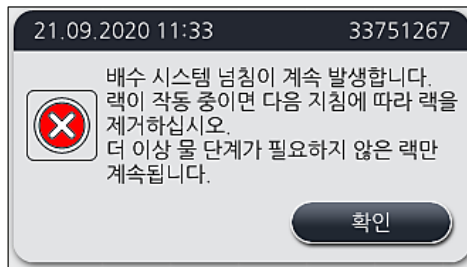 21.09.2020 11:33 33751267
배수 시스템 넘침이 계속 발생합니다.
랙이 작동 중이면 다음 지침에 따라 랙을
제거하십시오.
더 이상 물 단계가 필요하지 않은 랙만
계속됩니다.
확인